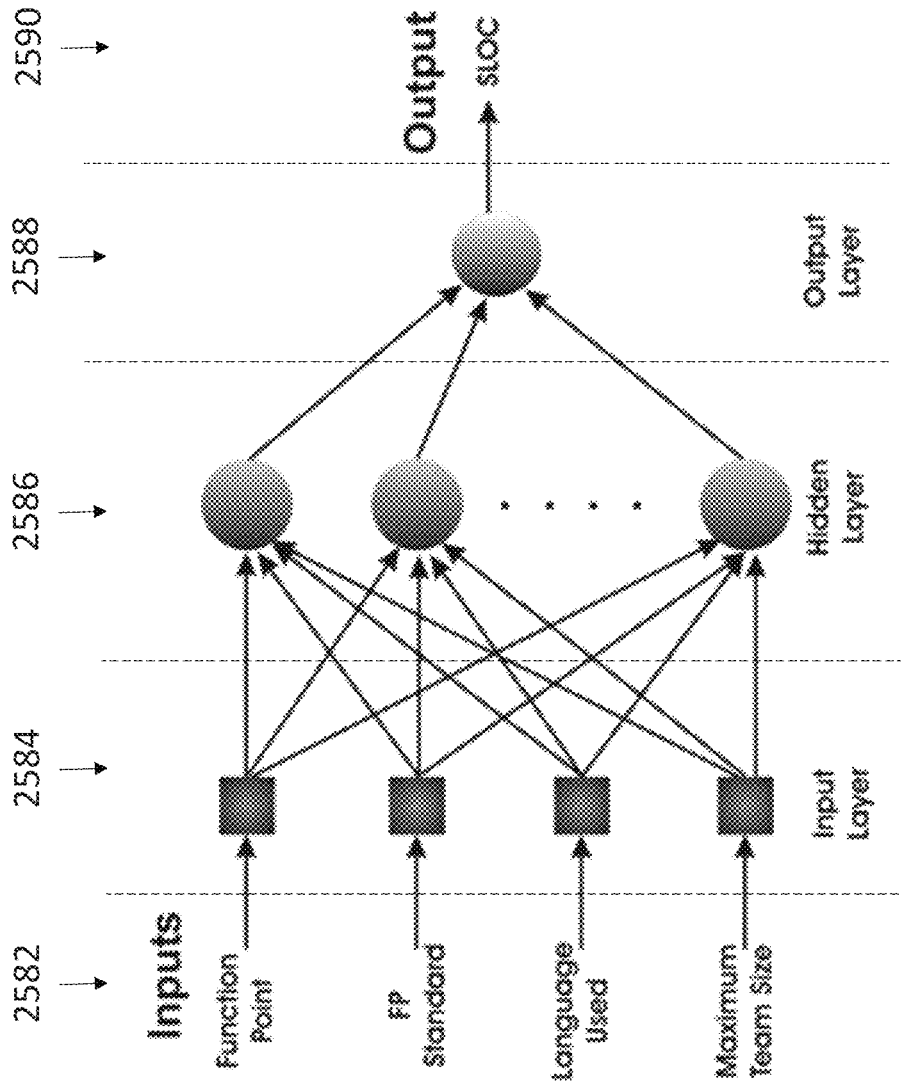 2582
2584
2586
2588
2590
Inputs
Function
Point
FP
Standard
Language
Used
Maximum
Team Size
Input
Layer
Hidden
Layer
Output
Layer
Output
SLOC